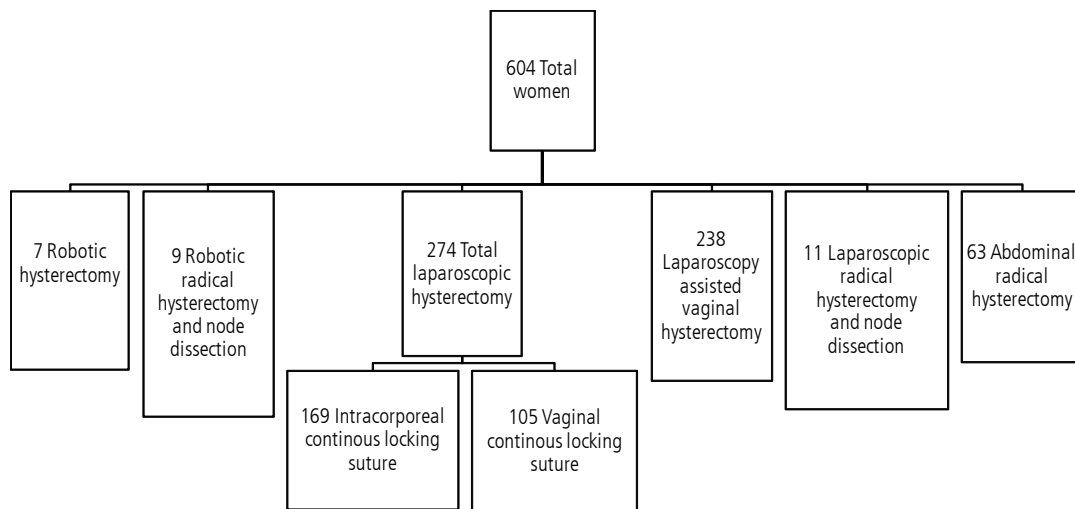 604 Total
women
7 Robotic
hysterectomy
9 Robotic
radical
hysterectomy
and node
dissection
274 Total
laparoscopic
hysterectomy
238
Laparoscopy
assisted
vaginal
hysterectomy
11 Laparoscopic
radical
hysterectomy
and node
dissection
63 Abdominal
radical
hysterectomy
169 Intracorporeal
continous locking
suture
105 Vaginal
continous locking
suture